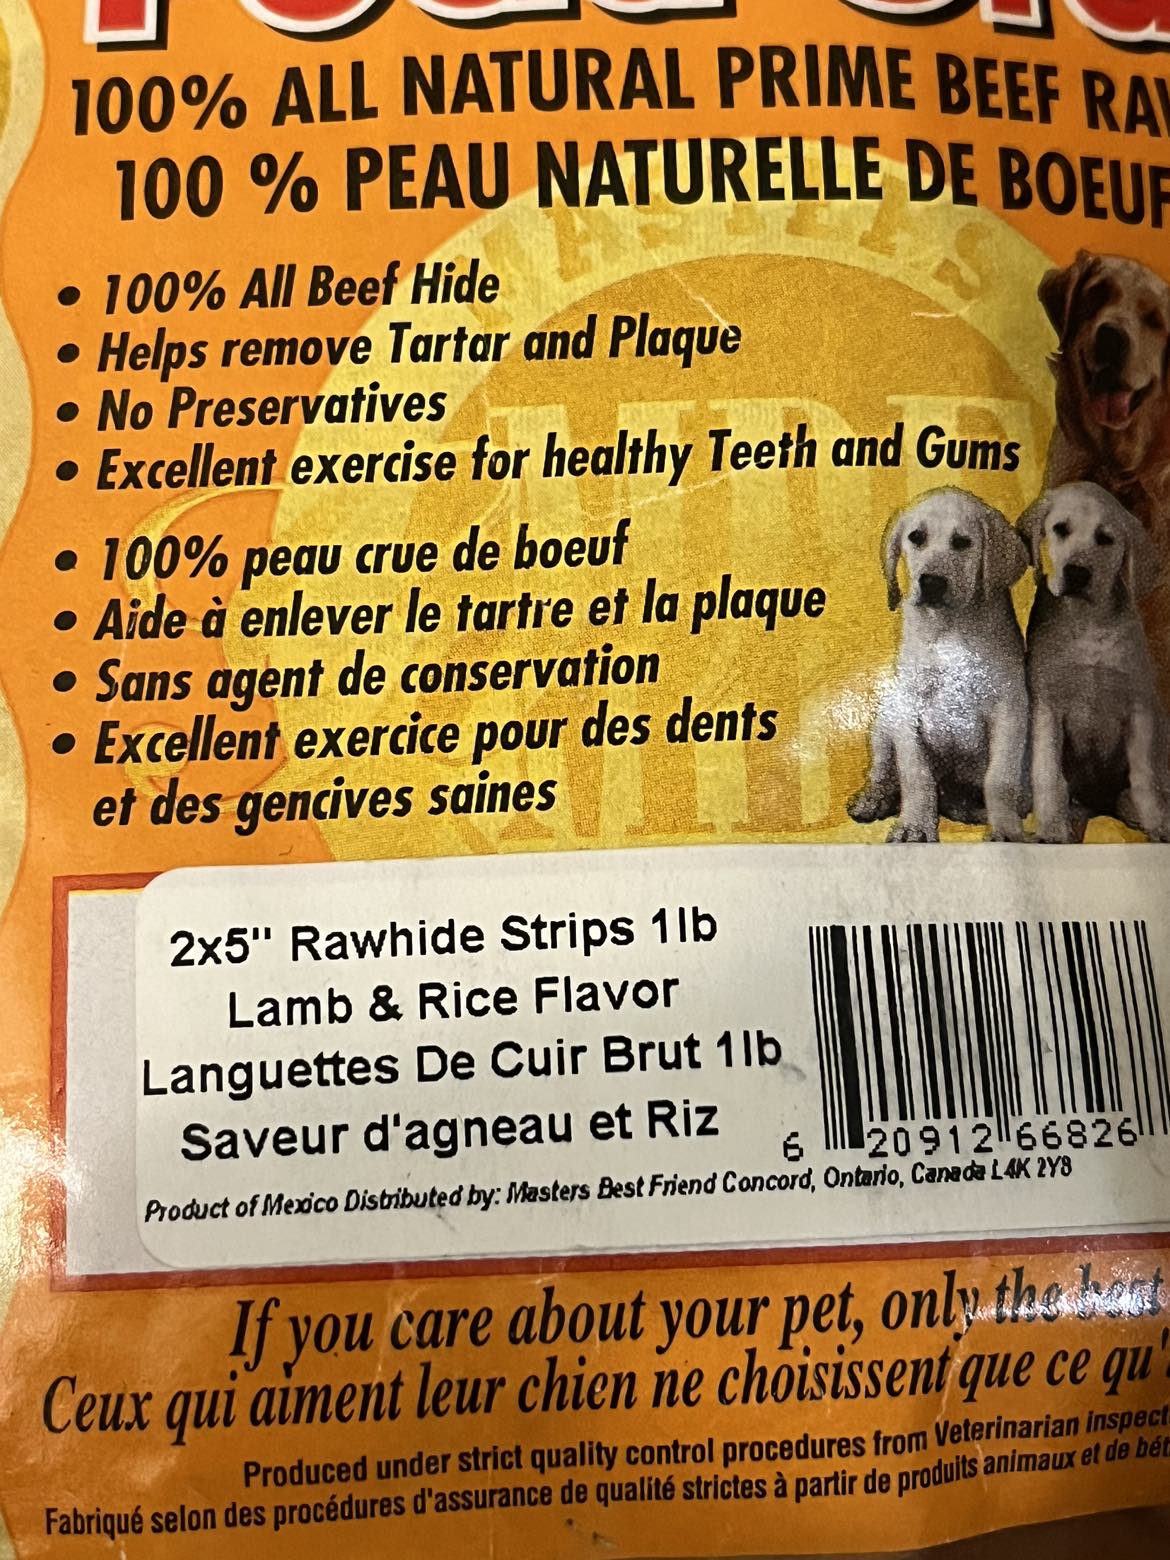 100% ALL NATURAL PRIME BEEF
100 % PEAU NATURELLE DE BOEUF
MASTERS
• 100% All Beef Hide
• Helps remove Tartar and Plaque
• No Preservatives
• Excellent exercise for healthy Teeth and Gums
• 100% peau crue de boeuf
• Aide à enlever le tartre et la plaque
• Sans agent de conservation
• Excellent exercice pour des dents
et des gencives saines
2x5" Rawhide Strips 1lb
Lamb & Rice Flavor
Languettes De Cuir Brut 1lb
Saveur d'agneau et Riz
6 20912 66826
Product of Mexico Distributed by: Masters Best Friend Concord, Ontario, Canada L4K 2Y8
If you care about your pet, only the best
Ceux qui aiment leur chien ne choisissent que ce qu'
Produced under strict quality control procedures from Veterinarian inspect
Fabriqué selon des procédures d'assurance de qualité strictes à partir de produits animaux et de bét